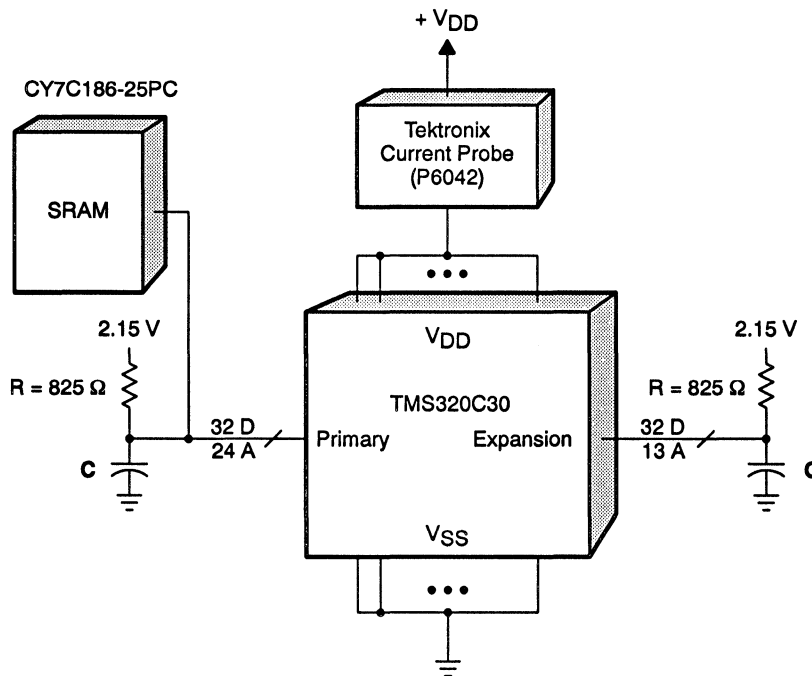 + VDD
CY7C186-25PC
Tektronix
Current Probe
(P6042)
SRAM
•••
2.15 V
VDD
2.15 V
R = 825 Ω
TMS320C30
R = 825 Ω
32 D
24 A
Primary
Expansion
32 D
13 A
C
C
VSS
•••